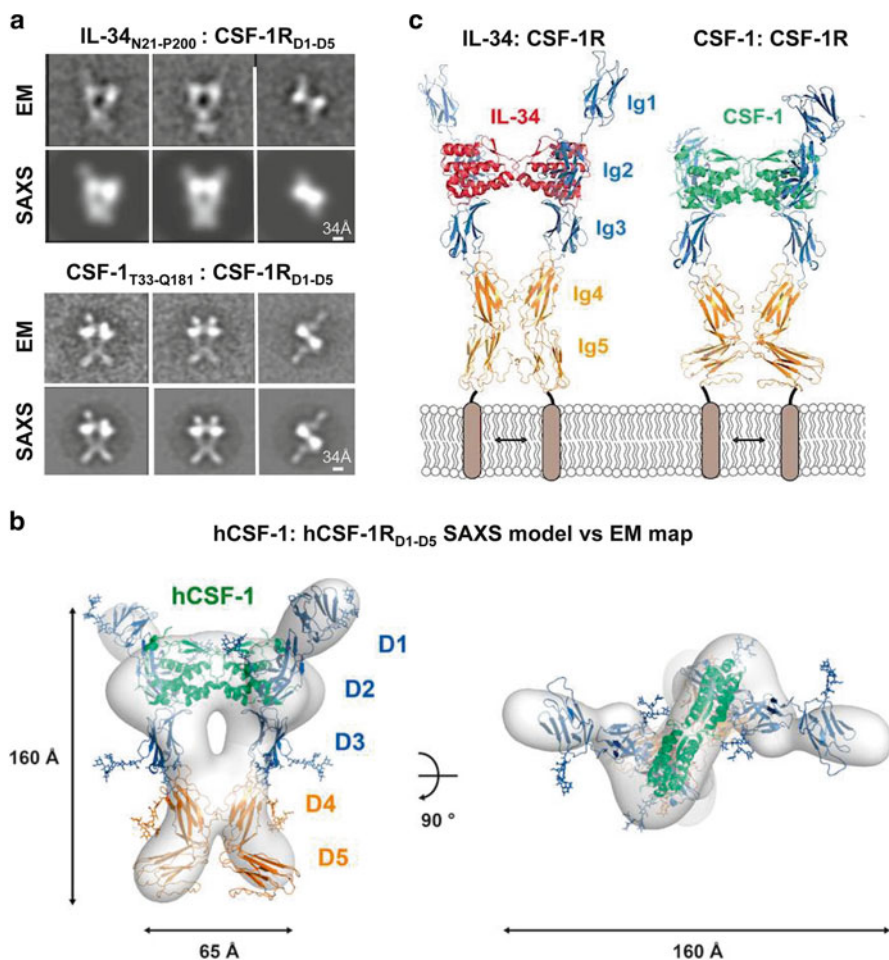 a
IL-34N21-P200 : CSF-1RD1-D5
EM
SAXS
34Å
CSF-1T33-Q181 : CSF-1RD1-D5
EM
SAXS
34Å
c
IL-34: CSF-1R
CSF-1: CSF-1R
IL-34
Ig1
Ig2
Ig3
Ig4
Ig5
CSF-1
b
hCSF-1: hCSF-1RD1-D5 SAXS model vs EM map
hCSF-1
D1
D2
D3
D4
D5
160 Å
65 Å
90 °
160 Å